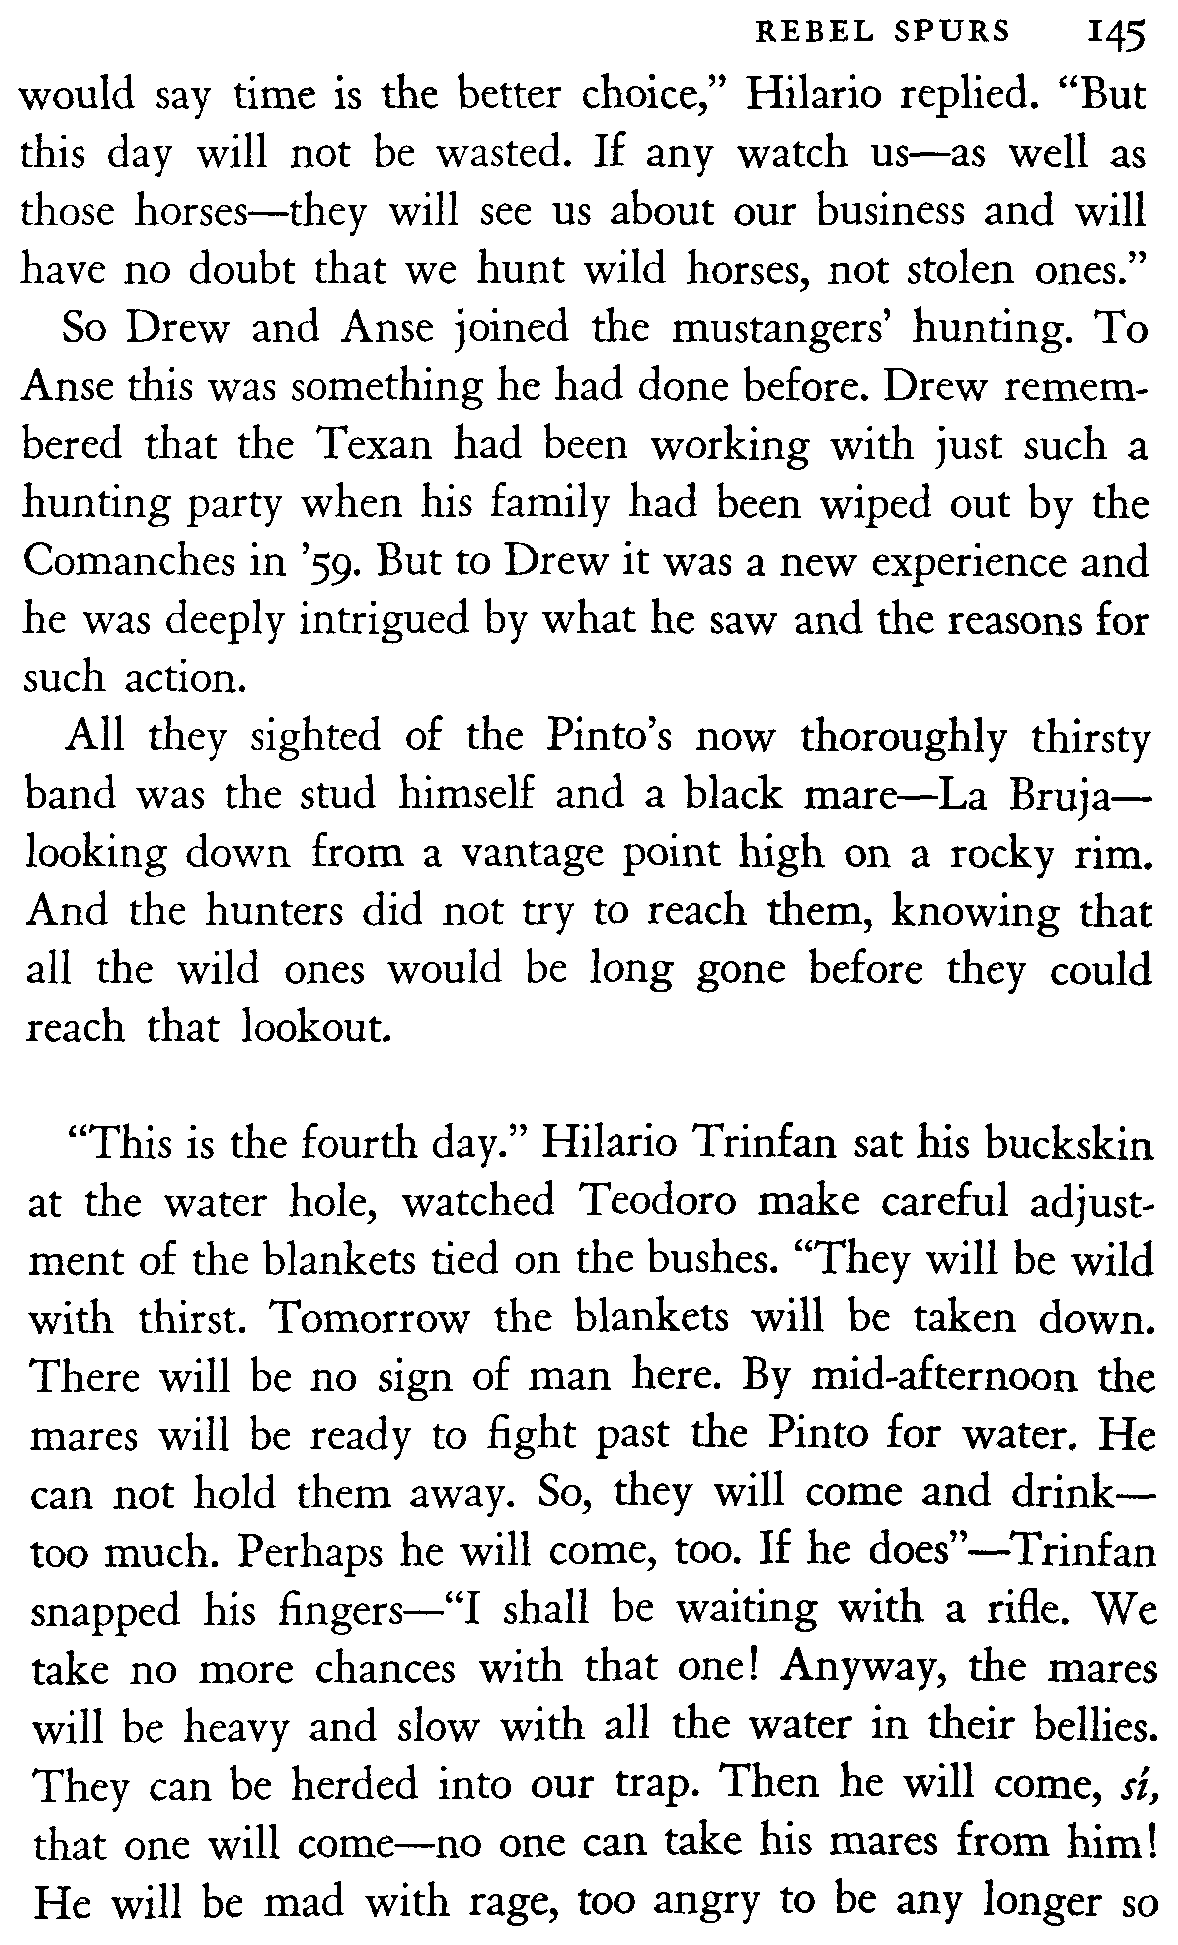 REBEL SPURS 145
would say time is the better choice,” Hilario replied. “But
this day will not be wasted. If any watch us—as well as
those horses—they will see us about our business and will
have no doubt that we hunt wild horses, not stolen ones.”
So Drew and Anse joined the mustangers’ hunting. To
Anse this was something he had done before. Drew remem-
bered that the Texan had been working with just such a
hunting party when his family had been wiped out by the
Comanches in ’59. But to Drew it was a new experience and
he was deeply intrigued by what he saw and the reasons for
such action.
All they sighted of the Pinto’s now thoroughly thirsty
band was the stud himself and a black mare—La Bruja—
looking down from a vantage point high on a rocky rim.
And the hunters did not try to reach them, knowing that
all the wild ones would be long gone before they could
reach that lookout.
“This is the fourth day.” Hilario Trinfan sat his buckskin
at the water hole, watched Teodoro make careful adjust-
ment of the blankets tied on the bushes. “They will be wild
with thirst. Tomorrow the blankets will be taken down.
There will be no sign of man here. By mid-afternoon the
mares will be ready to fight past the Pinto for water. He
can not hold them away. So, they will come and drink—
too much. Perhaps he will come, too. If he does”—Trinfan
snapped his fingers—“I shall be waiting with a rifle. We
take no more chances with that one! Anyway, the mares
will be heavy and slow with all the water in their bellies.
They can be herded into our trap. Then he will come, sí,
that one will come—no one can take his mares from him!
He will be mad with rage, too angry to be any longer so